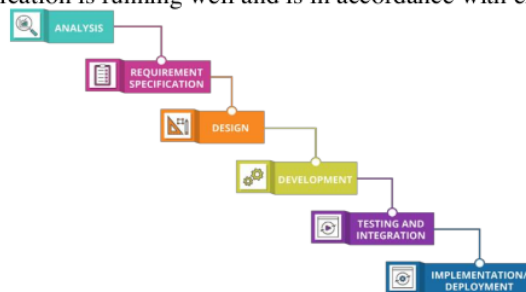 is running well and is in accordance with
ANALYSIS
REQUIREMENT
SPECIFICATION
DESIGN
DEVELOPMENT
TESTING AND
INTEGRATION
IMPLEMENTATION/
DEPLOYMENT